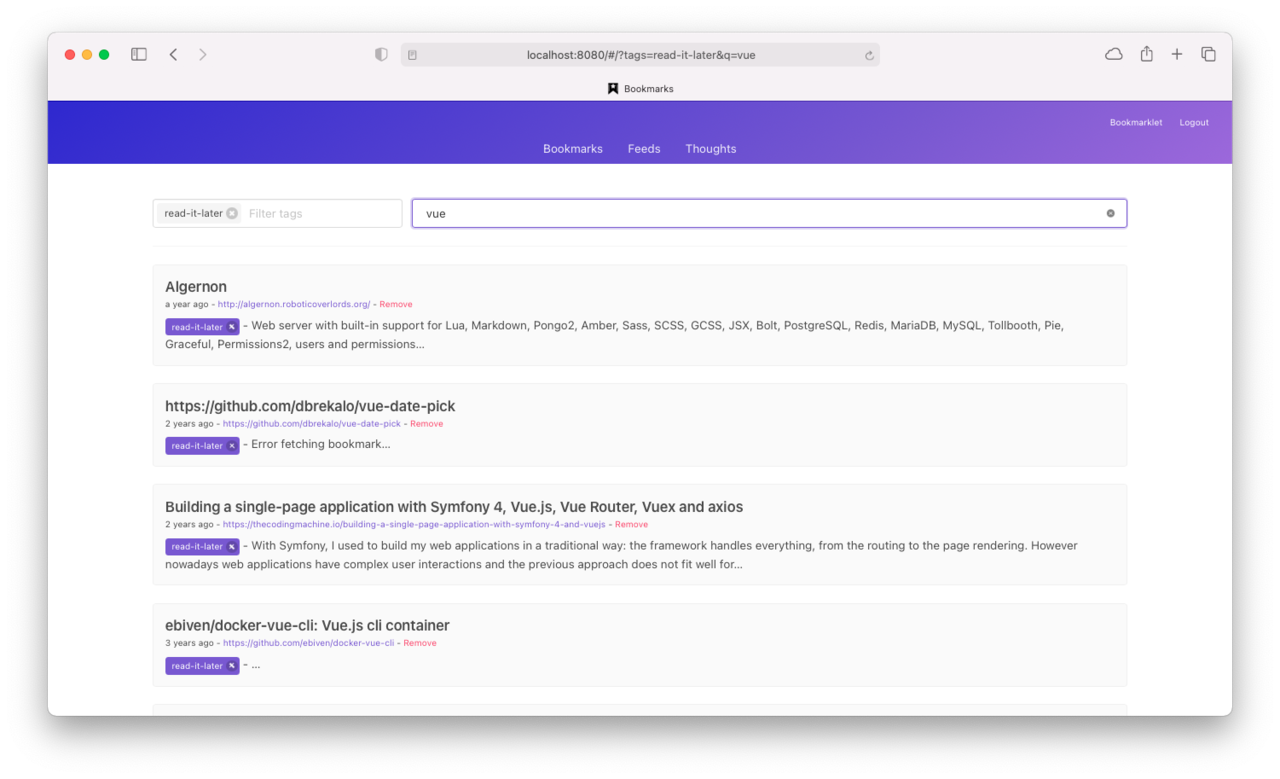 localhost:8080/#/?tags=read-it-later&q=vue
Bookmarks
Bookmarklet Logout
Bookmarks Feeds Thoughts
read-it-later Filter tags vue
Algernon
a year ago - http://algernon.roboticoverlords.org/ - Remove
read-it-later - Web server with built-in support for Lua, Markdown, Pongo2, Amber, Sass, SCSS, GCSS, JSX, Bolt, PostgreSQL, Redis, MariaDB, MySQL, Tollbooth, Pie,
Graceful, Permissions2, users and permissions...
https://github.com/dbrekalo/vue-date-pick
2 years ago - https://github.com/dbrekalo/vue-date-pick - Remove
read-it-later - Error fetching bookmark...
Building a single-page application with Symfony 4, Vue.js, Vue Router, Vuex and axios
2 years ago - https://thecodingmachine.io/building-a-single-page-application-with-symfony-4-and-vuejs - Remove
read-it-later - With Symfony, I used to build my web applications in a traditional way: the framework handles everything, from the routing to the page rendering. However
nowadays web applications have complex user interactions and the previous approach does not fit well for...
ebiven/docker-vue-cli: Vue.js cli container
3 years ago - https://github.com/ebiven/docker-vue-cli - Remove
read-it-later - ...